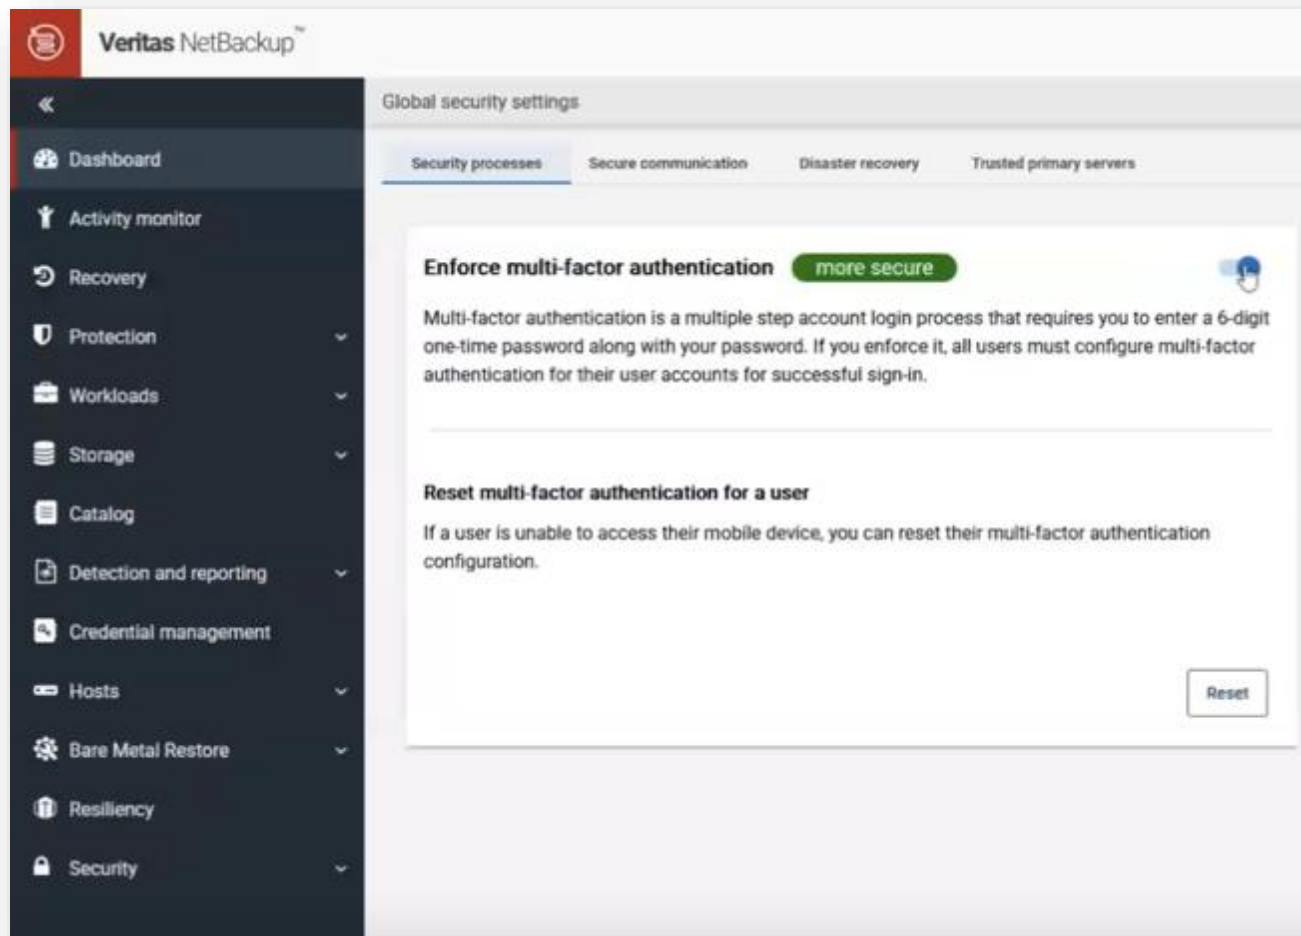 Veritas NetBackup™
Global security settings
Security processes Secure communication Disaster recovery Trusted primary servers
Dashboard
Activity monitor
Recovery
Protection
Workloads
Storage
Catalog
Detection and reporting
Credential management
Hosts
Bare Metal Restore
Resiliency
Security
Enforce multi-factor authentication more secure
Multi-factor authentication is a multiple step account login process that requires you to enter a 6-digit
one-time password along with your password. If you enforce it, all users must configure multi-factor
authentication for their user accounts for successful sign-in.
Reset multi-factor authentication for a user
If a user is unable to access their mobile device, you can reset their multi-factor authentication
configuration.
Reset